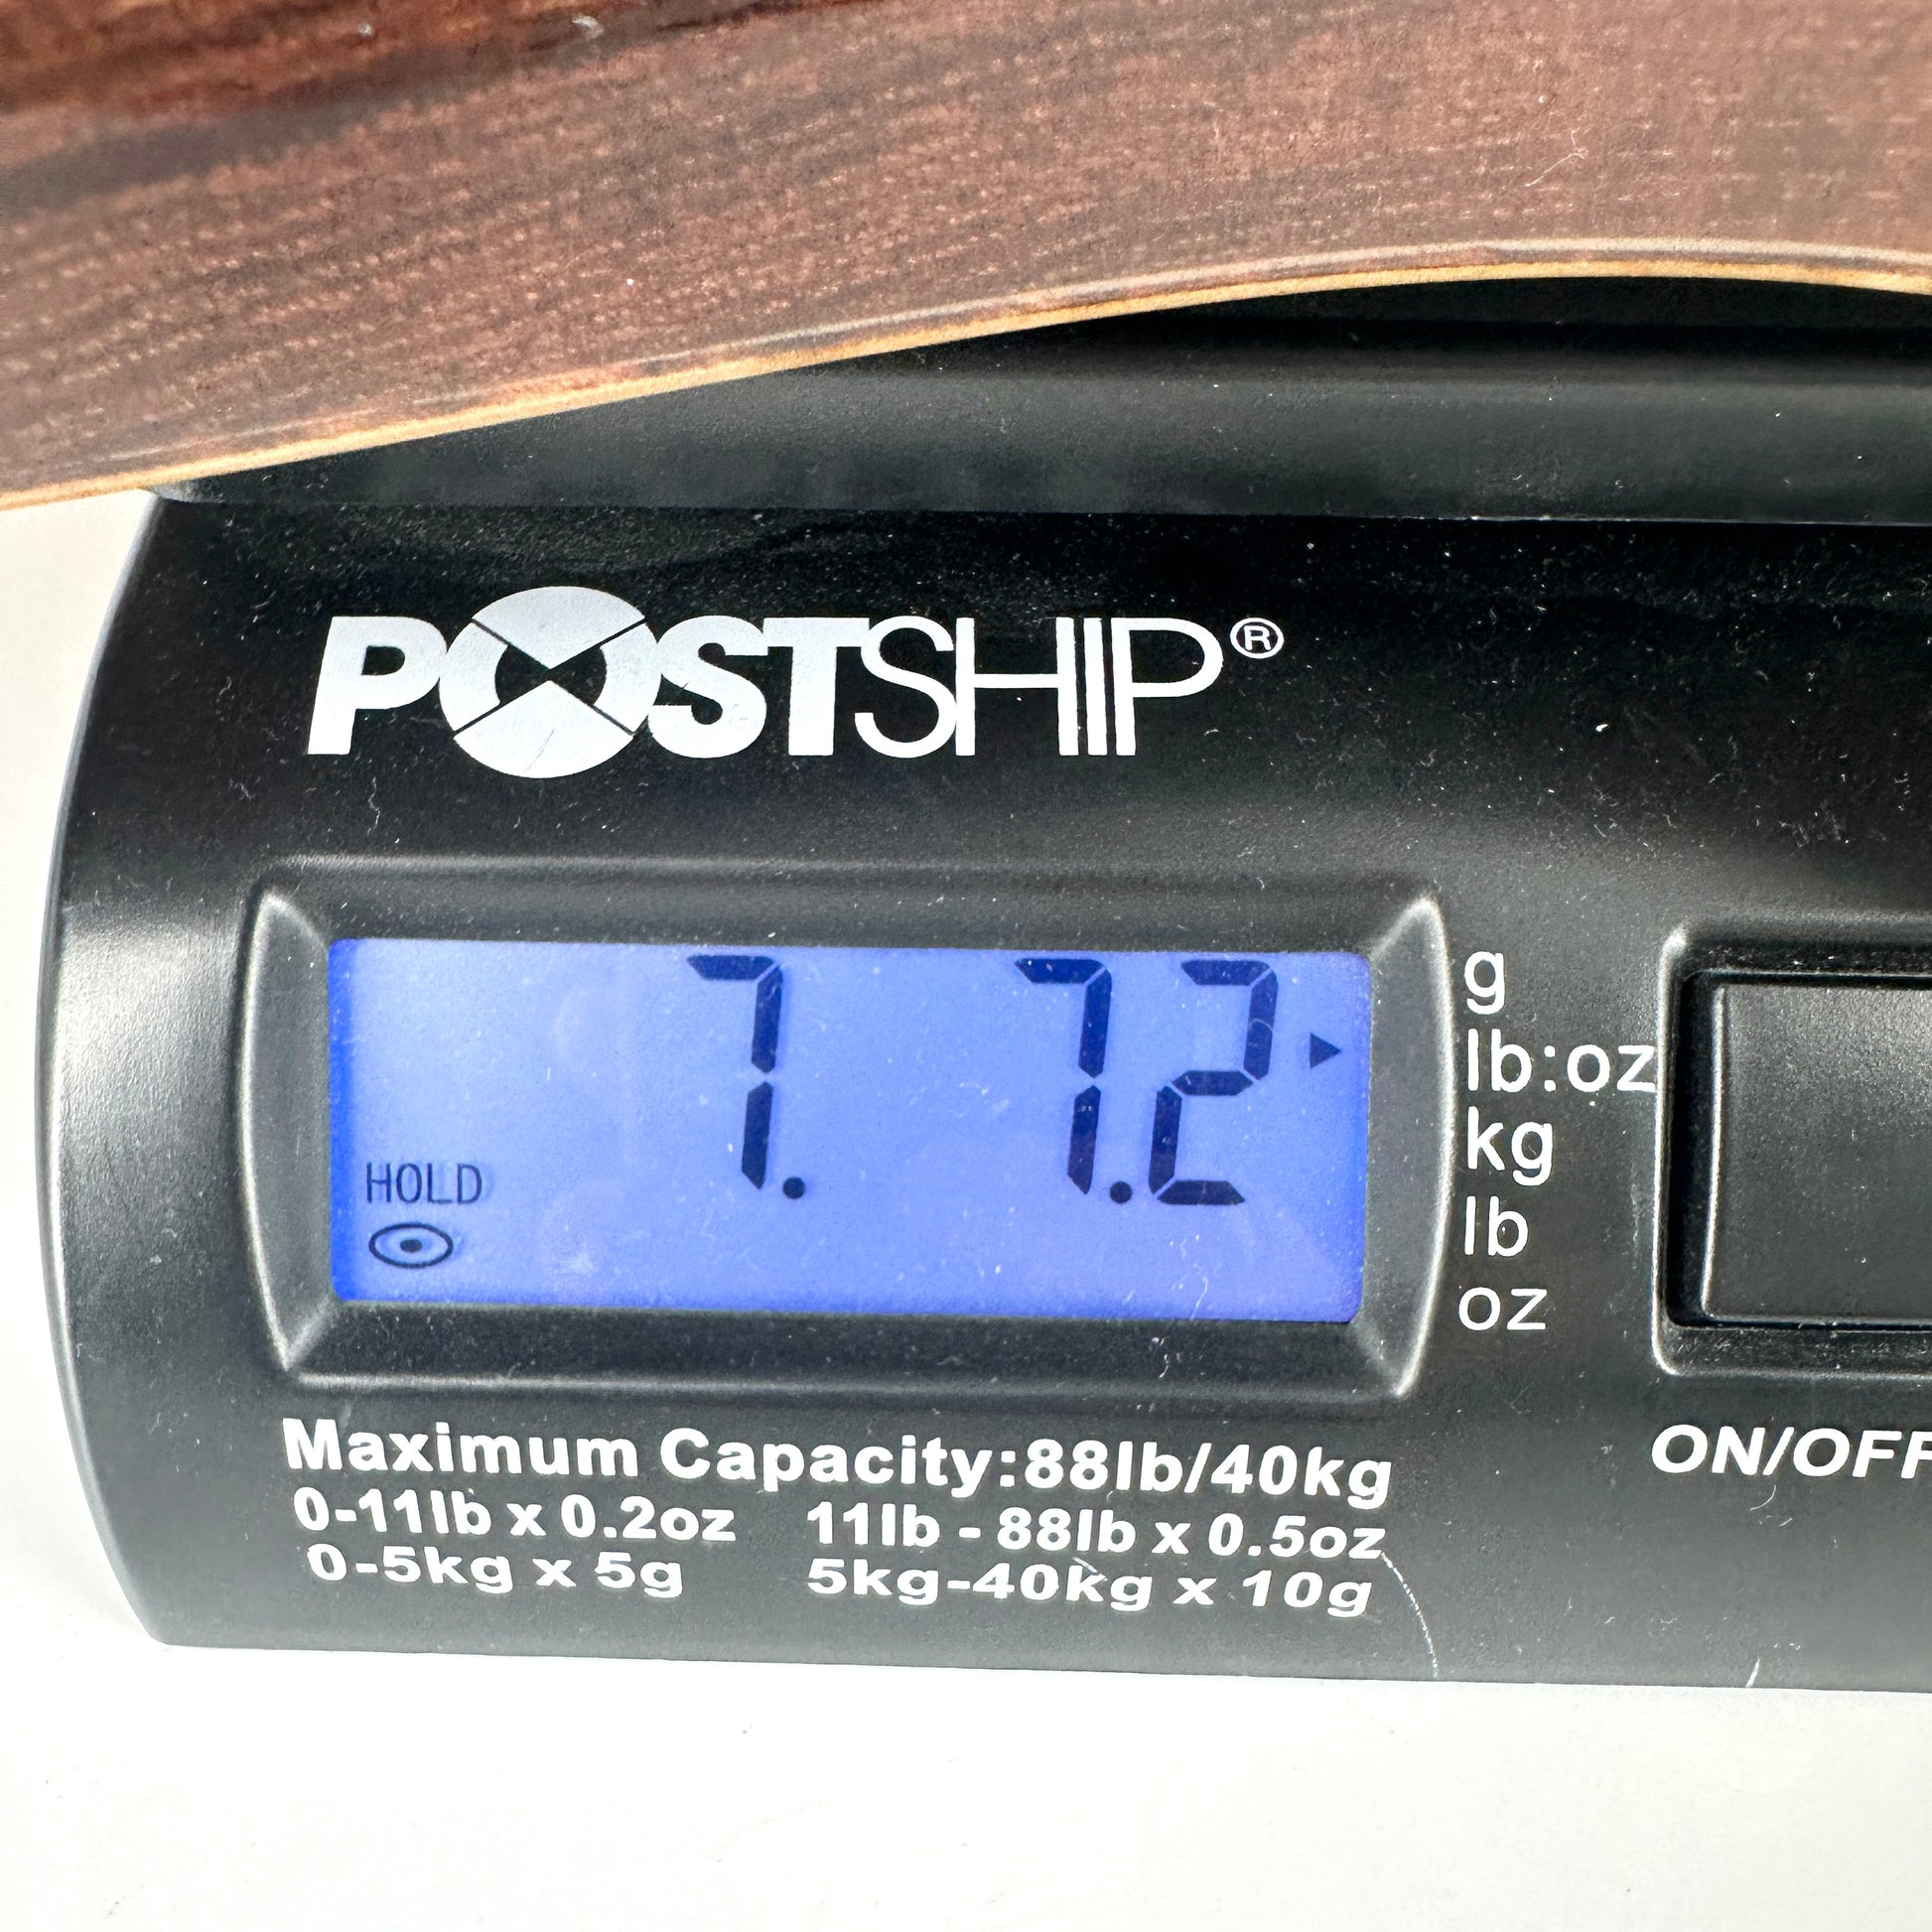 POSTSHIP®
7. 7.2
HOLD
g
lb:oz
kg
lb
oz
Maximum Capacity:88lb/40kg
0-11lb x 0.2oz 11lb - 88lb x 0.5oz
0-5kg x 5g 5kg-40kg x 10g
ON/OFF